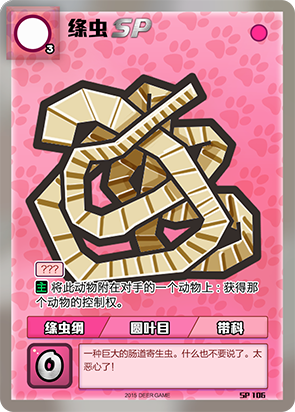 绦虫SP
3
???
主 将此动物附在对手的一个动物上：获得那
个动物的控制权。
绦虫纲 圆叶目 带科
0
一种巨大的肠道寄生虫。什么也不要说了。太
恶心了！
2015 DEER GAME
SP 106